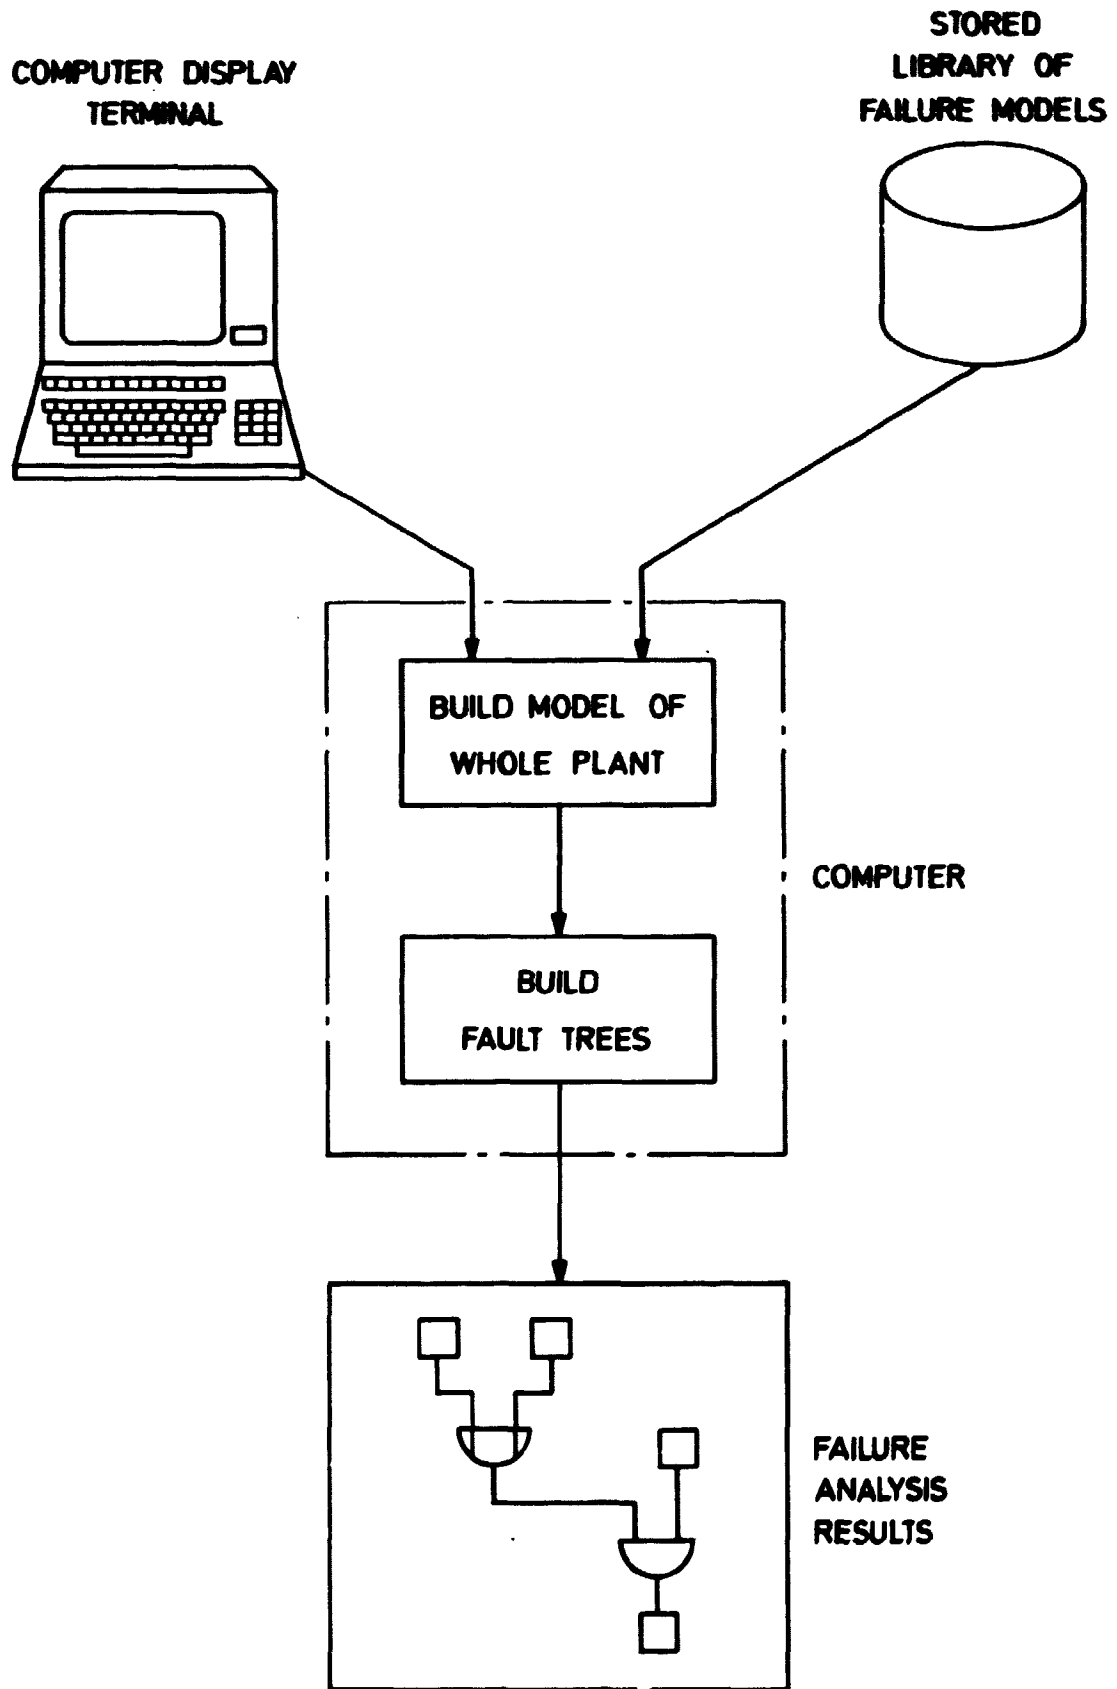 COMPUTER DISPLAY
TERMINAL
STORED
LIBRARY OF
FAILURE MODELS
BUILD MODEL OF
WHOLE PLANT
COMPUTER
BUILD
FAULT TREES
FAILURE
ANALYSIS
RESULTS